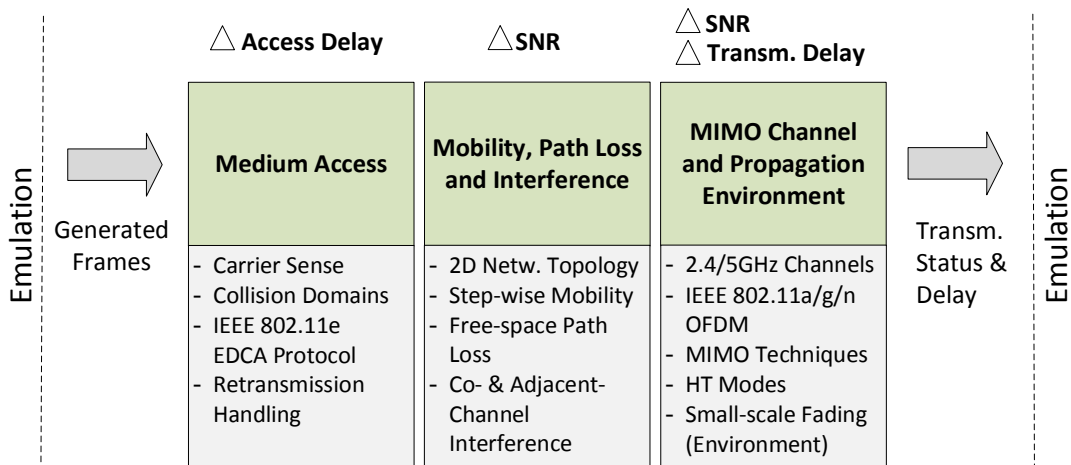 Emulation
Generated
Frames
△ Access Delay
Medium Access
- Carrier Sense
- Collision Domains
- IEEE 802.11e
EDCA Protocol
- Retransmission
Handling
△ SNR
Mobility, Path Loss
and Interference
- 2D Netw. Topology
- Step-wise Mobility
- Free-space Path
Loss
- Co- & Adjacent-
Channel
Interference
△ SNR
△ Transm. Delay
MIMO Channel
and Propagation
Environment
- 2.4/5GHz Channels
- IEEE 802.11a/g/n
OFDM
- MIMO Techniques
- HT Modes
- Small-scale Fading
(Environment)
Transm.
Status &
Delay
Emulation